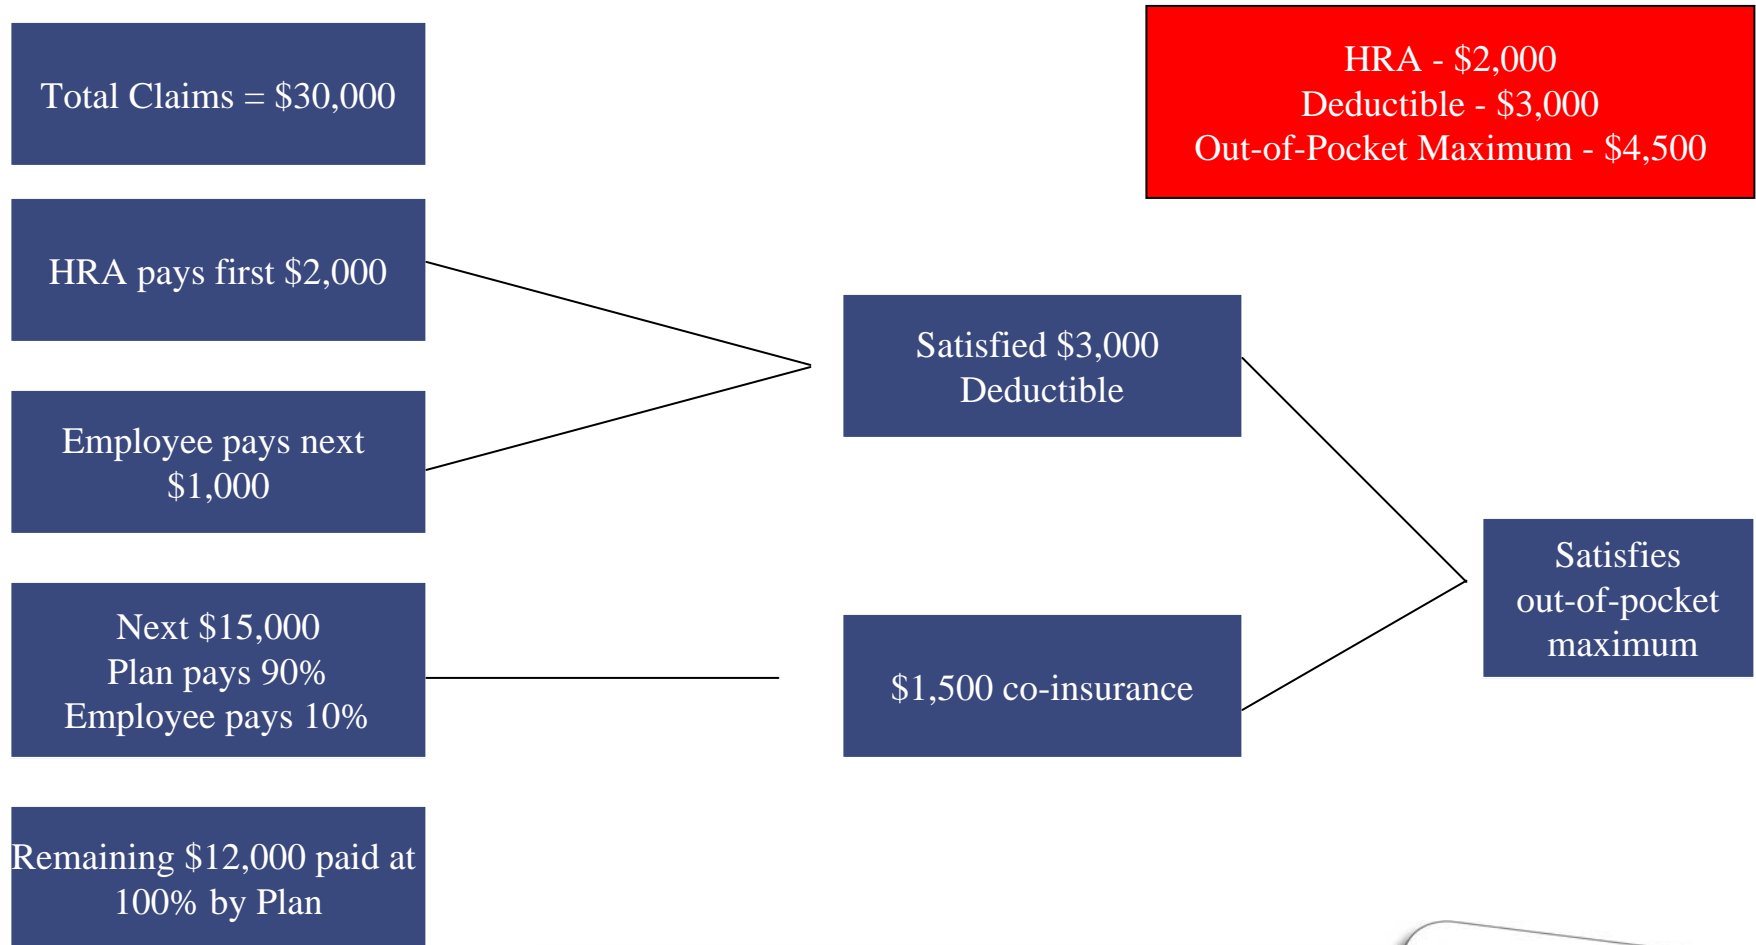 Total Claims = $30,000
HRA - $2,000
Deductible - $3,000
Out-of-Pocket Maximum - $4,500
HRA pays first $2,000
Employee pays next
$1,000
Satisfied $3,000
Deductible
Next $15,000
Plan pays 90%
Employee pays 10%
$1,500 co-insurance
Satisfies
out-of-pocket
maximum
Remaining $12,000 paid at
100% by Plan